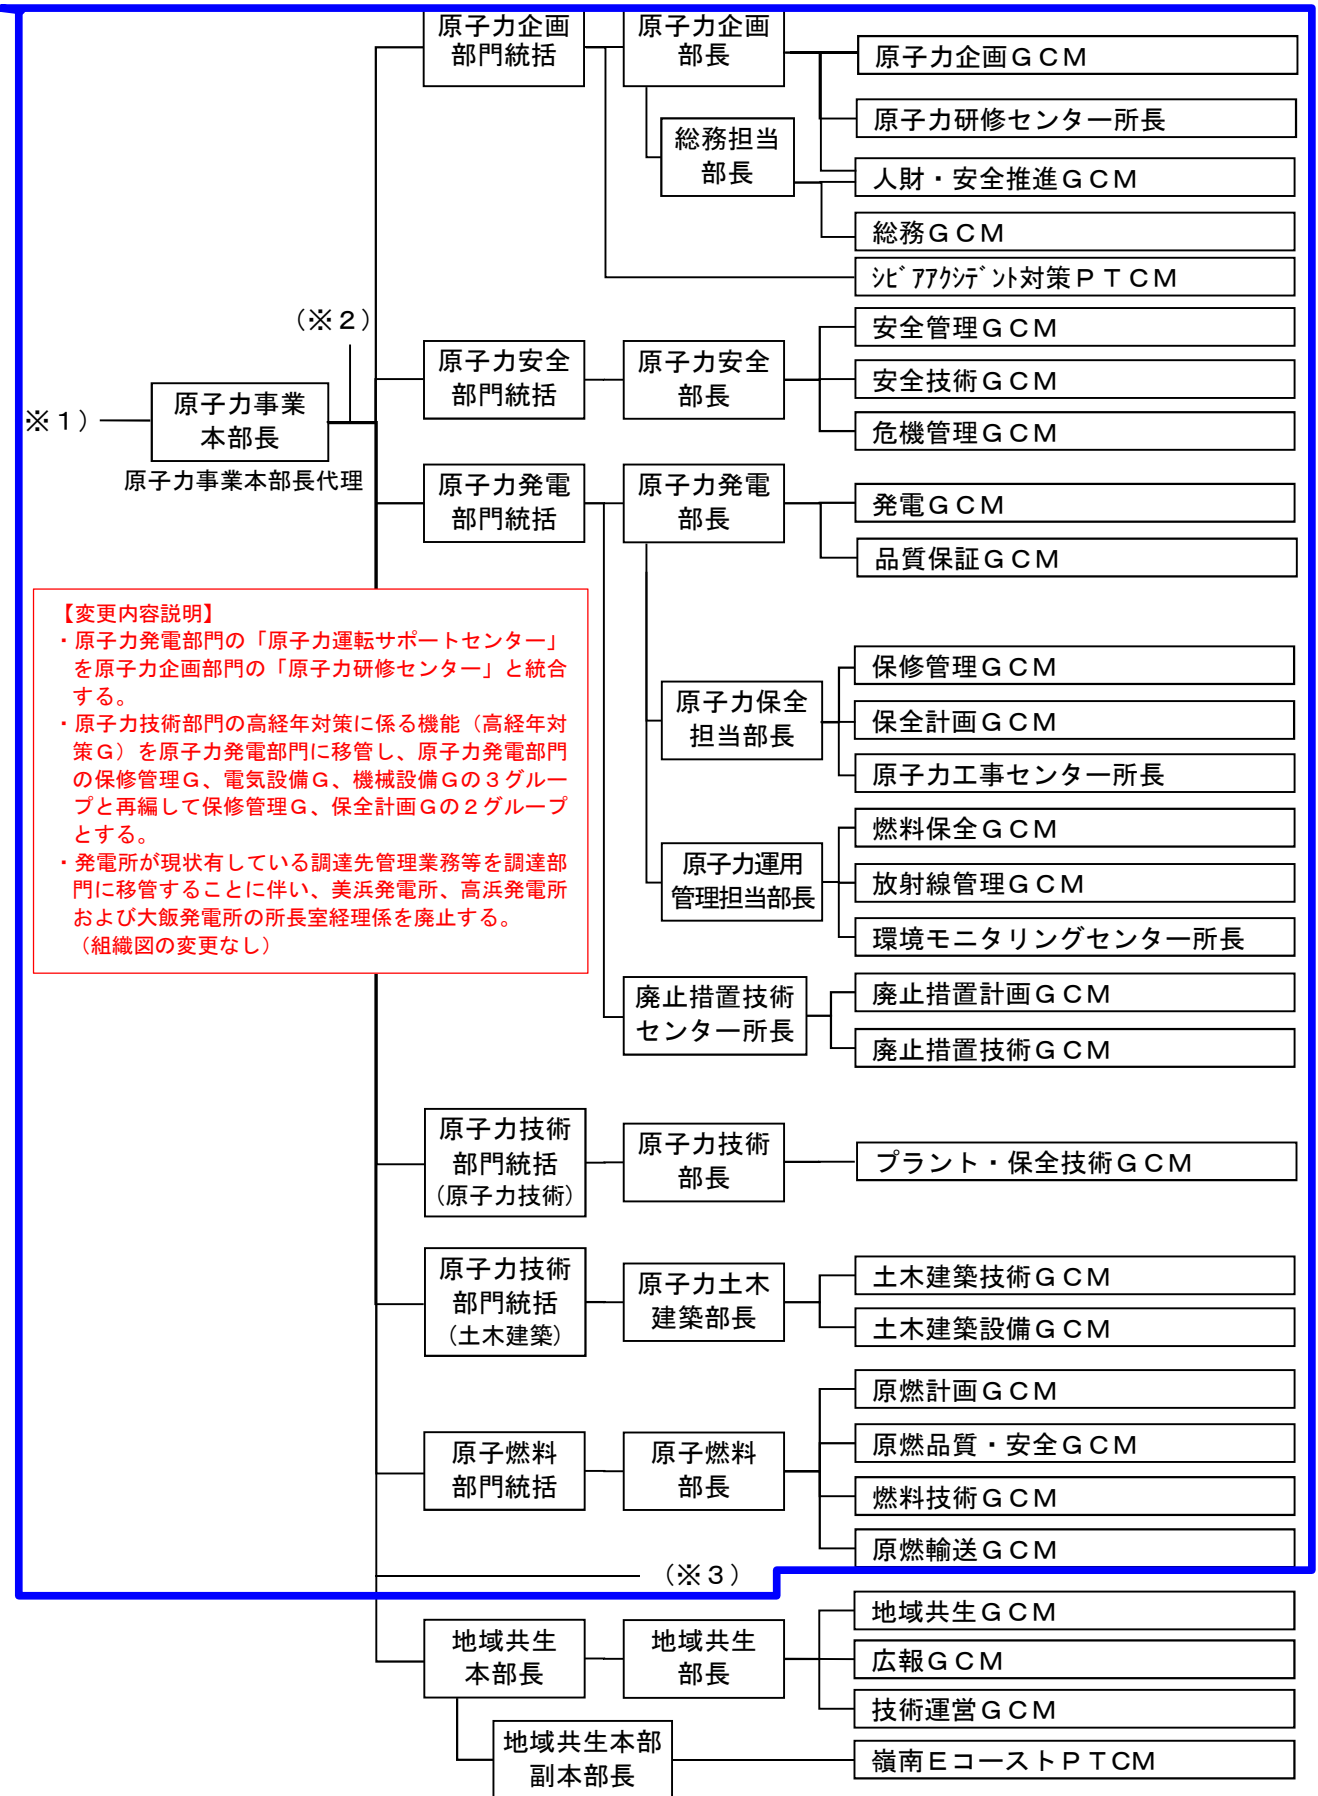 原子力企画
部門統括
原子力企画
部長
原子力企画ＧＣＭ
原子力研修センター所長
総務担当
部長
人財・安全推進ＧＣＭ
総務ＧＣＭ
ｼﾋﾞｱｱｸｼﾃﾞﾝﾄ対策ＰＴＣＭ
（※２）
原子力安全
部門統括
原子力安全
部長
安全管理ＧＣＭ
安全技術ＧＣＭ
危機管理ＧＣＭ
※１）
原子力事業
本部長
原子力事業本部長代理
原子力発電
部門統括
原子力発電
部長
発電ＧＣＭ
品質保証ＧＣＭ
【変更内容説明】
・原子力発電部門の「原子力運転サポートセンター」
を原子力企画部門の「原子力研修センター」と統合
する。
・原子力技術部門の高経年対策に係る機能（高経年対
策Ｇ）を原子力発電部門に移管し、原子力発電部門
の保修管理Ｇ、電気設備Ｇ、機械設備Ｇの３グルー
プと再編して保修管理Ｇ、保全計画Ｇの２グループ
とする。
・発電所が現状有している調達先管理業務等を調達部
門に移管することに伴い、美浜発電所、高浜発電所
および大飯発電所の所長室経理係を廃止する。
（組織図の変更なし）
原子力保全
担当部長
保修管理ＧＣＭ
保全計画ＧＣＭ
原子力工事センター所長
原子力運用
管理担当部長
燃料保全ＧＣＭ
放射線管理ＧＣＭ
環境モニタリングセンター所長
廃止措置技術
センター所長
廃止措置計画ＧＣＭ
廃止措置技術ＧＣＭ
原子力技術
部門統括
（原子力技術）
原子力技術
部長
プラント・保全技術ＧＣＭ
原子力技術
部門統括
（土木建築）
原子力土木
建築部長
土木建築技術ＧＣＭ
土木建築設備ＧＣＭ
原子燃料
部門統括
原子燃料
部長
原燃計画ＧＣＭ
原燃品質・安全ＧＣＭ
燃料技術ＧＣＭ
原燃輸送ＧＣＭ
（※３）
地域共生
本部長
地域共生
部長
地域共生ＧＣＭ
広報ＧＣＭ
技術運営ＧＣＭ
地域共生本部
副本部長
嶺南ＥコーストＰＴCM